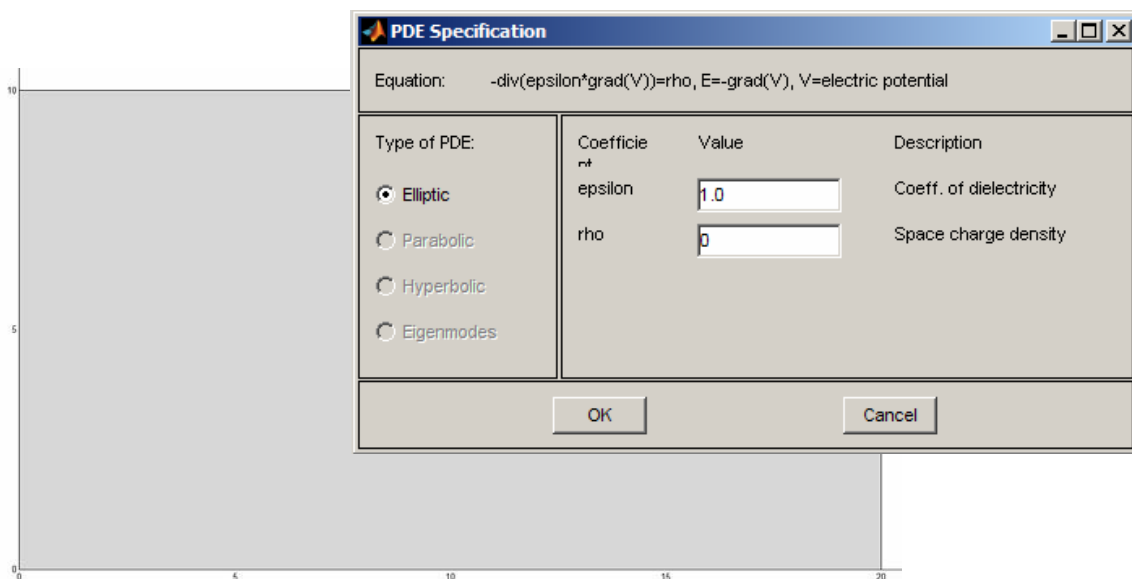 PDE Specification
Equation: -div(epsilon*grad(V))=rho, E=-grad(V), V=electric potential
Type of PDE:
Elliptic
Parabolic
Hyperbolic
Eigenmodes
Coefficie Value Description
nt
epsilon 1.0 Coeff. of dielectricity
rho 0 Space charge density
OK Cancel
10
5
0
0 5 10 15 20